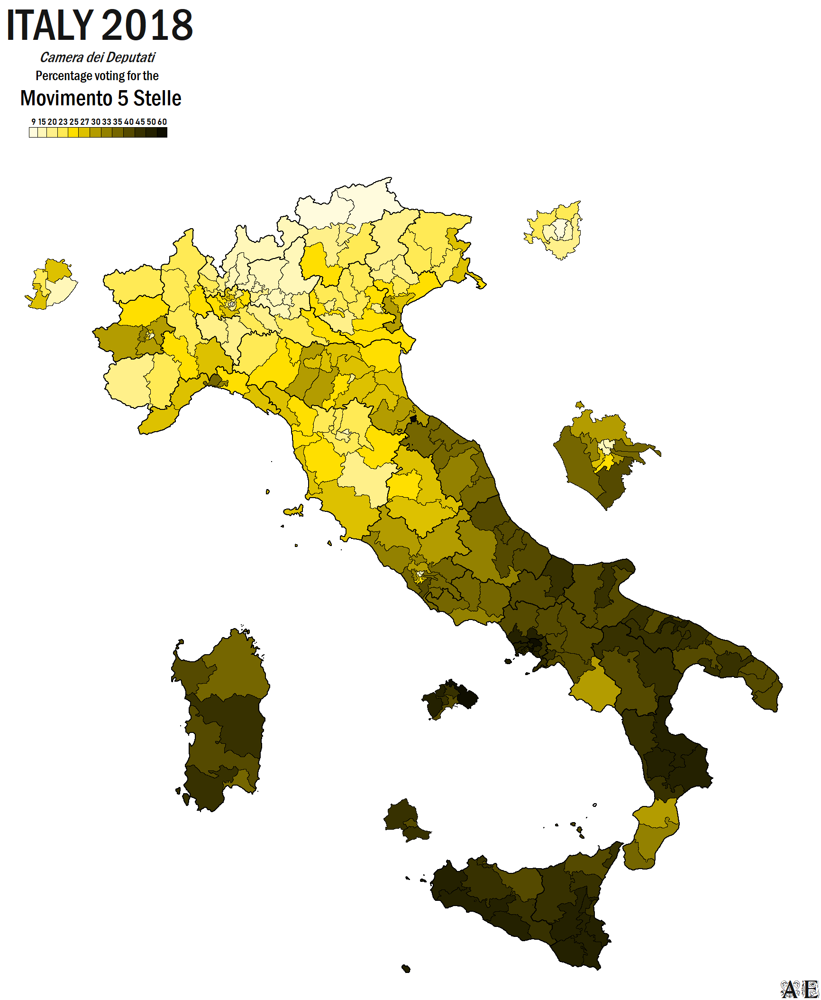 ITALY 2018
Camera dei Deputati
Percentage voting for the
Movimento 5 Stelle
9 15 20 23 25 27 30 33 35 40 45 50 60
A E